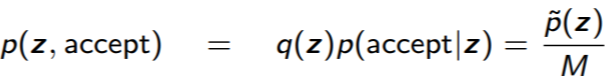 p(z, accept) = q(z)p(accept|z) = p̃(z)/M